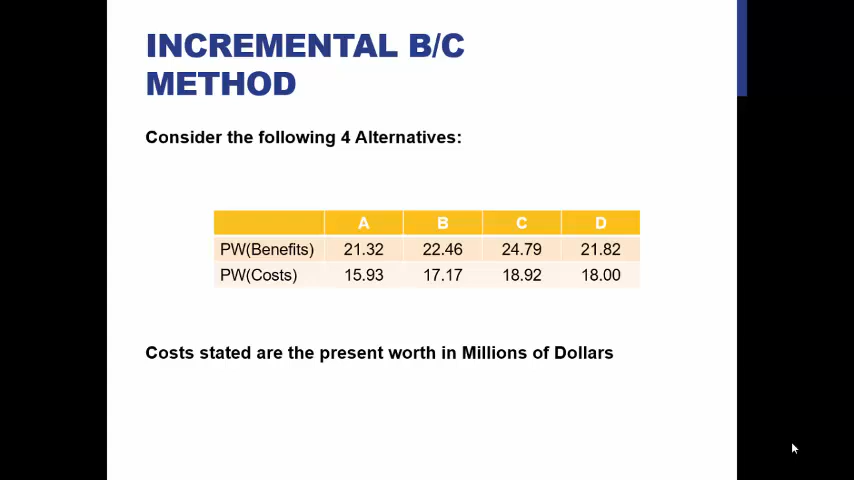 INCREMENTAL B/C
METHOD
Consider the following 4 Alternatives:
A B C D
PW(Benefits) 21.32 22.46 24.79 21.82
PW(Costs) 15.93 17.17 18.92 18.00
Costs stated are the present worth in Millions of Dollars